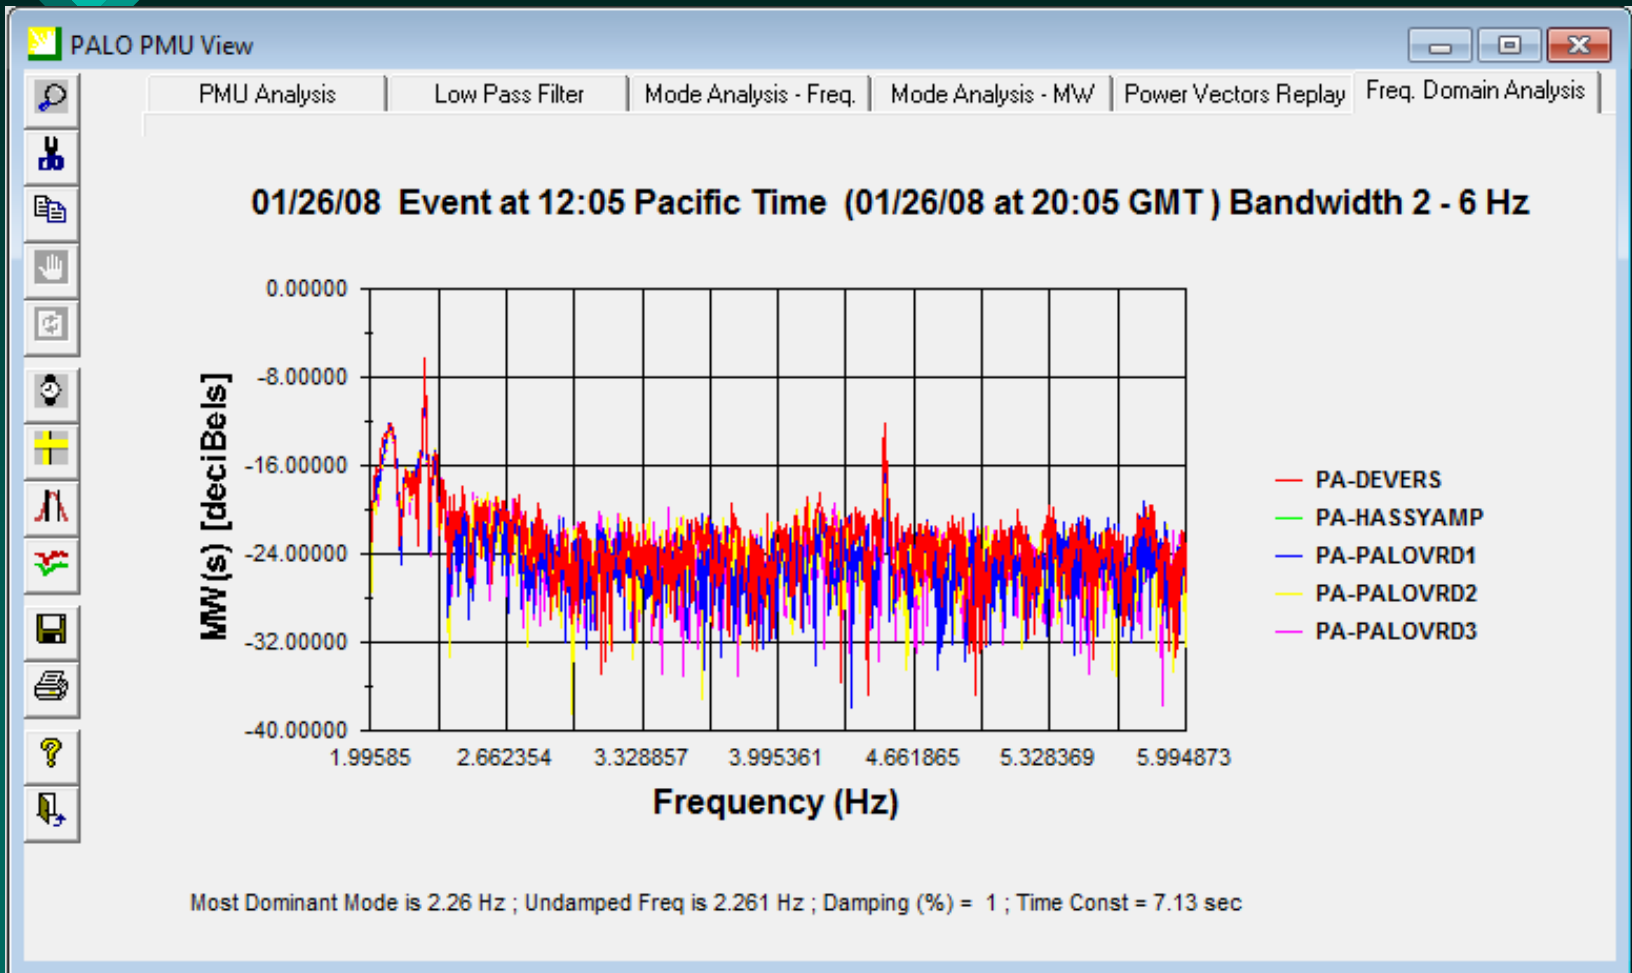 PALO PMU View
PMU Analysis
Low Pass Filter
Mode Analysis - Freq.
Mode Analysis - MW
Power Vectors Replay
Freq. Domain Analysis
01/26/08  Event at 12:05 Pacific Time  (01/26/08 at 20:05 GMT ) Bandwidth 2 - 6 Hz
MW(s) [deciBels]
0.00000
-8.00000
-16.00000
-24.00000
-32.00000
-40.00000
1.99585
2.662354
3.328857
3.995361
4.661865
5.328369
5.994873
Frequency (Hz)
PA-DEVERS
PA-HASSYAMP
PA-PALOVRD1
PA-PALOVRD2
PA-PALOVRD3
Most Dominant Mode is 2.26 Hz ; Undamped Freq is 2.261 Hz ; Damping (%) =  1 ; Time Const = 7.13 sec